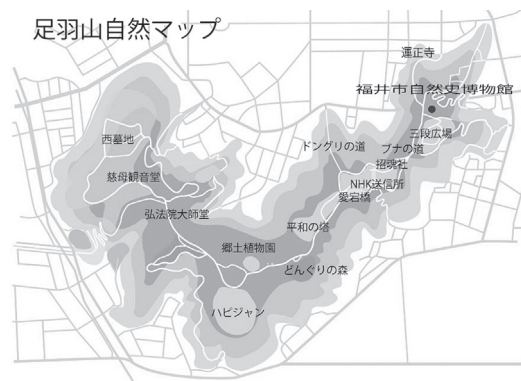 足羽山自然マップ
運正寺
福井市自然史博物館
三段広場
ドングリの道
ブナの道
招魂社
西墓地
慈母観音堂
NHK送信所
愛宕橋
弘法院大師堂
平和の塔
郷土植物園
どんぐりの森
ハピジャン